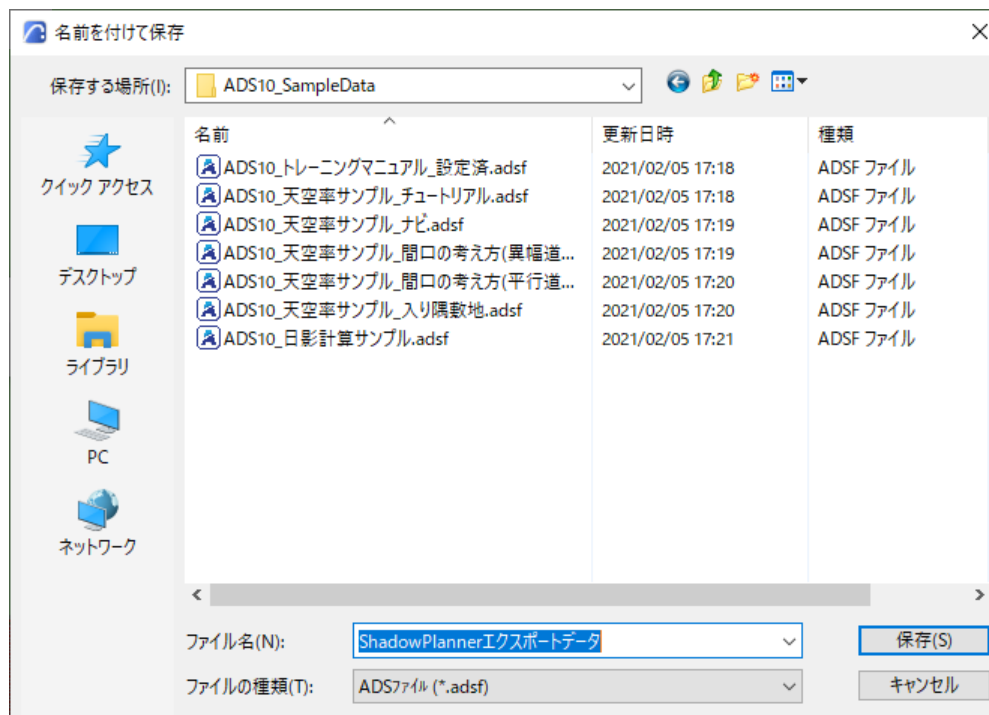 名前を付けて保存
保存する場所(I): ADS10_SampleData
名前 更新日時 種類
ADS10_トレーニングマニュアル_設定済.adsf 2021/02/05 17:18 ADSF ファイル
ADS10_天空率サンプル_チュートリアル.adsf 2021/02/05 17:18 ADSF ファイル
ADS10_天空率サンプル_ナビ.adsf 2021/02/05 17:19 ADSF ファイル
ADS10_天空率サンプル_間口の考え方(異幅道... 2021/02/05 17:19 ADSF ファイル
ADS10_天空率サンプル_間口の考え方(平行道... 2021/02/05 17:20 ADSF ファイル
ADS10_天空率サンプル_入り隅敷地.adsf 2021/02/05 17:20 ADSF ファイル
ADS10_日影計算サンプル.adsf 2021/02/05 17:21 ADSF ファイル
クイック アクセス
デスクトップ
ライブラリ
PC
ネットワーク
ファイル名(N): ShadowPlannerエクスポートデータ 保存(S)
ファイルの種類(T): ADSファイル (*.adsf) キャンセル